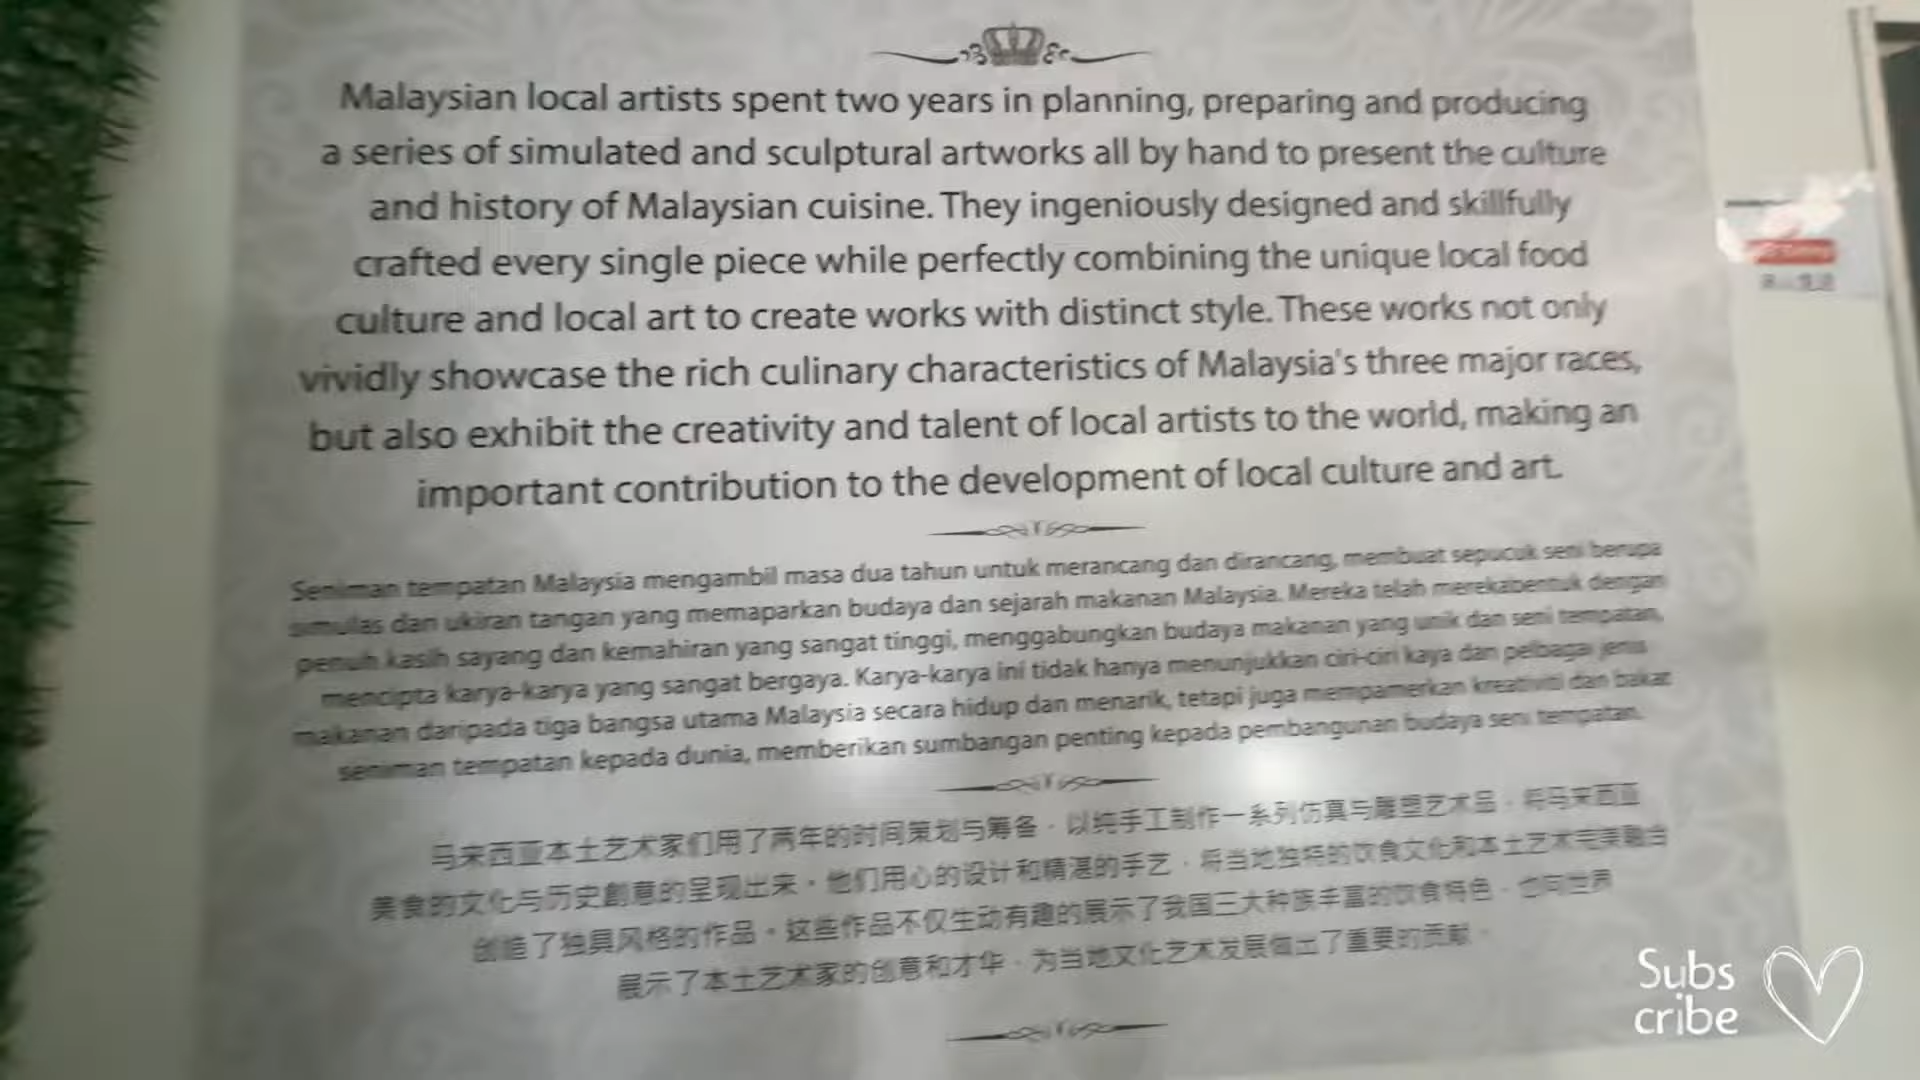 Malaysian local artists spent two years in planning, preparing and producing
a series of simulated and sculptural artworks all by hand to present the culture
and history of Malaysian cuisine. They ingeniously designed and skillfully
crafted every single piece while perfectly combining the unique local food
culture and local art to create works with distinct style. These works not only
vividly showcase the rich culinary characteristics of Malaysia's three major races,
but also exhibit the creativity and talent of local artists to the world, making an
important contribution to the development of local culture and art.
Seniman tempatan Malaysia mengambil masa dua tahun untuk merancang dan dirancang, membuat sepucuk seni berupa
simulas dan ukiran tangan yang memaparkan budaya dan sejarah makanan Malaysia. Mereka telah merekabentuk dengan
penuh kasih sayang dan kemahiran yang sangat tinggi, menggabungkan budaya makanan yang unik dan seni tempatan,
mencipta karya-karya yang sangat bergaya. Karya-karya ini tidak hanya menunjukkan ciri-ciri kaya dan pelbagai jenis
makanan daripada tiga bangsa utama Malaysia secara hidup dan menarik, tetapi juga mempamerkan kreativiti dan bakat
seniman tempatan kepada dunia, memberikan sumbangan penting kepada pembangunan budaya seni tempatan.
马来西亚本土艺术家们用了两年的时间策划与筹备，以纯手工制作一系列仿真与雕塑艺术品，将马来西亚
美食的文化与历史創意的呈现出来。他们用心的设计和精湛的手艺，将当地独特的饮食文化和本土艺术完美融合
创造了独具风格的作品。这些作品不仅生动有趣的展示了我国三大种族丰富的饮食特色，也向世界
展示了本土艺术家的创意和才华，为当地文化艺术发展做出了重要的贡献。
Subs
cribe